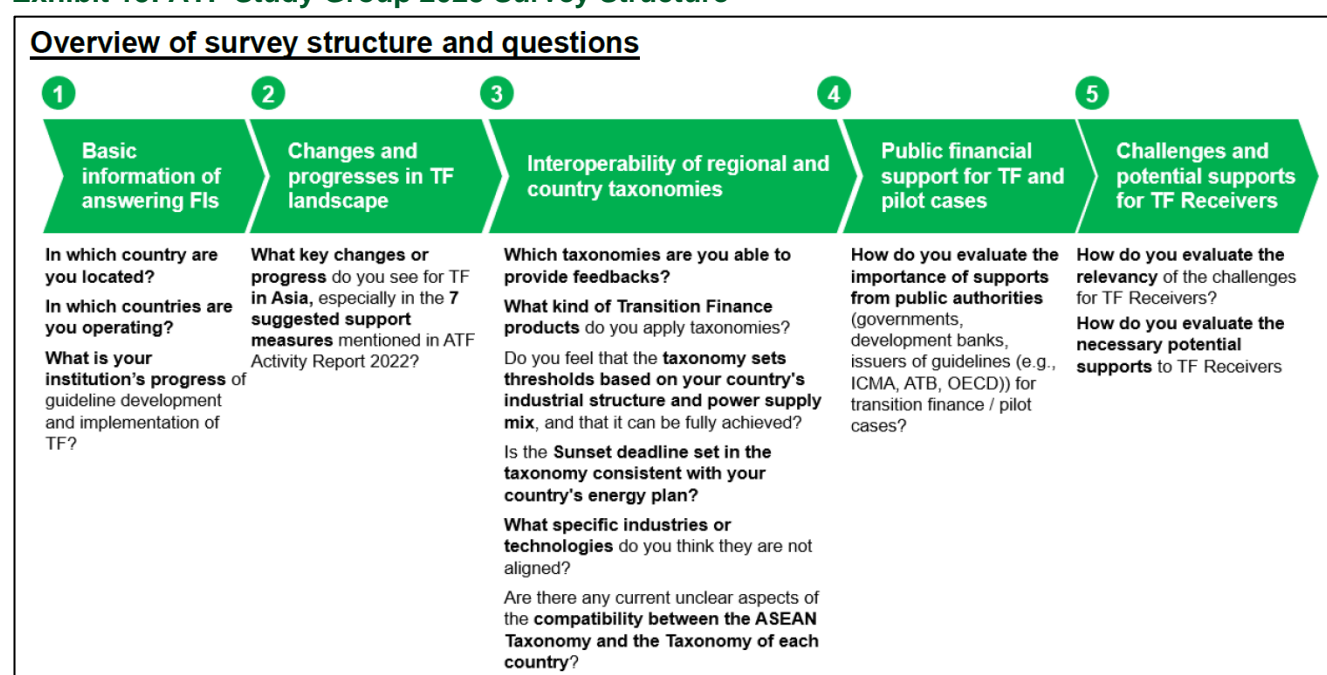 Overview of survey structure and questions
1
2
3
4
5
Basic
information of
answering FIs
Changes and
progresses in TF
landscape
Interoperability of regional and
country taxonomies
Public financial
support for TF and
pilot cases
Challenges and
potential supports
for TF Receivers
In which country are
you located?
In which countries are
you operating?
What is your
institution's progress of
guideline development
and implementation of
TF?
What key changes or
progress do you see for TF
in Asia, especially in the 7
suggested support
measures mentioned in ATF
Activity Report 2022?
Which taxonomies are you able to
provide feedbacks?
What kind of Transition Finance
products do you apply taxonomies?
Do you feel that the taxonomy sets
thresholds based on your country's
industrial structure and power supply
mix, and that it can be fully achieved?
Is the Sunset deadline set in the
taxonomy consistent with your
country's energy plan?
What specific industries or
technologies do you think they are not
aligned?
Are there any current unclear aspects of
the compatibility between the ASEAN
Taxonomy and the Taxonomy of each
country?
How do you evaluate the
importance of supports
from public authorities
(governments,
development banks,
issuers of guidelines (e.g.,
ICMA, ATB, OECD)) for
transition finance / pilot
cases?
How do you evaluate the
relevancy of the challenges
for TF Receivers?
How do you evaluate the
necessary potential
supports to TF Receivers